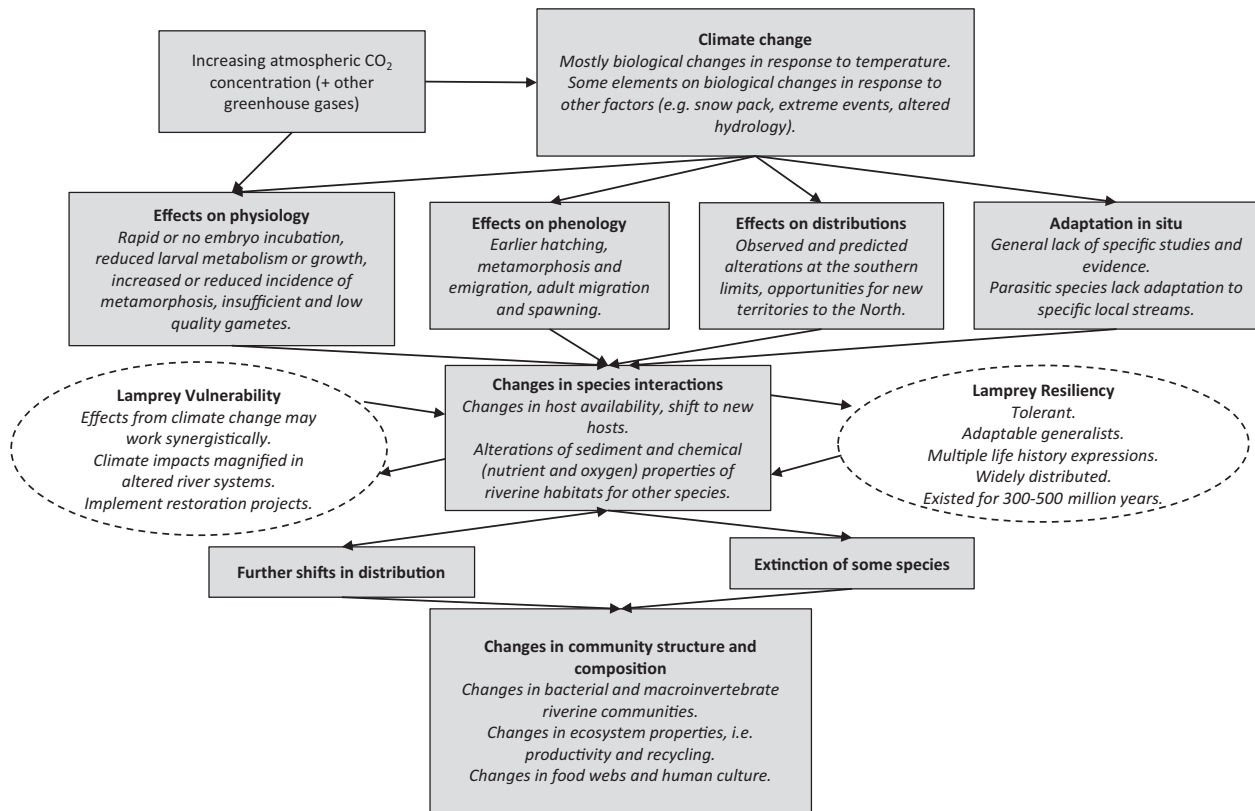 Increasing atmospheric CO2
concentration (+ other
greenhouse gases)
Climate change
Mostly biological changes in response to temperature.
Some elements on biological changes in response to
other factors (e.g. snow pack, extreme events, altered
hydrology).
Effects on physiology
Rapid or no embryo incubation,
reduced larval metabolism or growth,
increased or reduced incidence of
metamorphosis, insufficient and low
quality gametes.
Effects on phenology
Earlier hatching,
metamorphosis and
emigration, adult migration
and spawning.
Effects on distributions
Observed and predicted
alterations at the southern
limits, opportunities for new
territories to the North.
Adaptation in situ
General lack of specific studies and
evidence.
Parasitic species lack adaptation to
specific local streams.
Lamprey Vulnerability
Effects from climate change may
work synergistically.
Climate impacts magnified in
altered river systems.
Implement restoration projects.
Changes in species interactions
Changes in host availability, shift to new
hosts.
Alterations of sediment and chemical
(nutrient and oxygen) properties of
riverine habitats for other species.
Lamprey Resiliency
Tolerant.
Adaptable generalists.
Multiple life history expressions.
Widely distributed.
Existed for 300-500 million years.
Further shifts in distribution
Extinction of some species
Changes in community structure and
composition
Changes in bacterial and macroinvertebrate
riverine communities.
Changes in ecosystem properties, i.e.
productivity and recycling.
Changes in food webs and human culture.